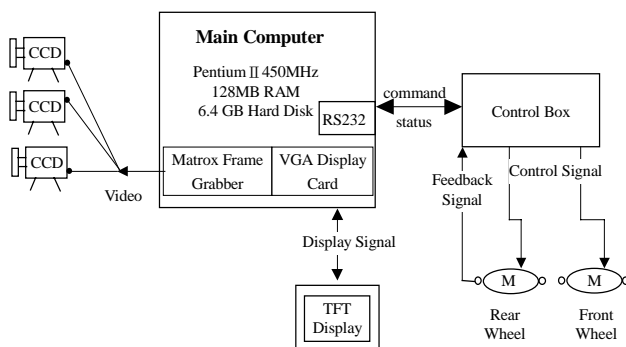 CCD
CCD
CCD
Video
Main Computer
Pentium Ⅱ 450MHz
128MB RAM
6.4 GB Hard Disk
RS232
Matrox Frame
Grabber
VGA Display
Card
command
status
Control Box
Feedback
Signal
Control Signal
Display Signal
TFT
Display
M
M
Rear
Wheel
Front
Wheel